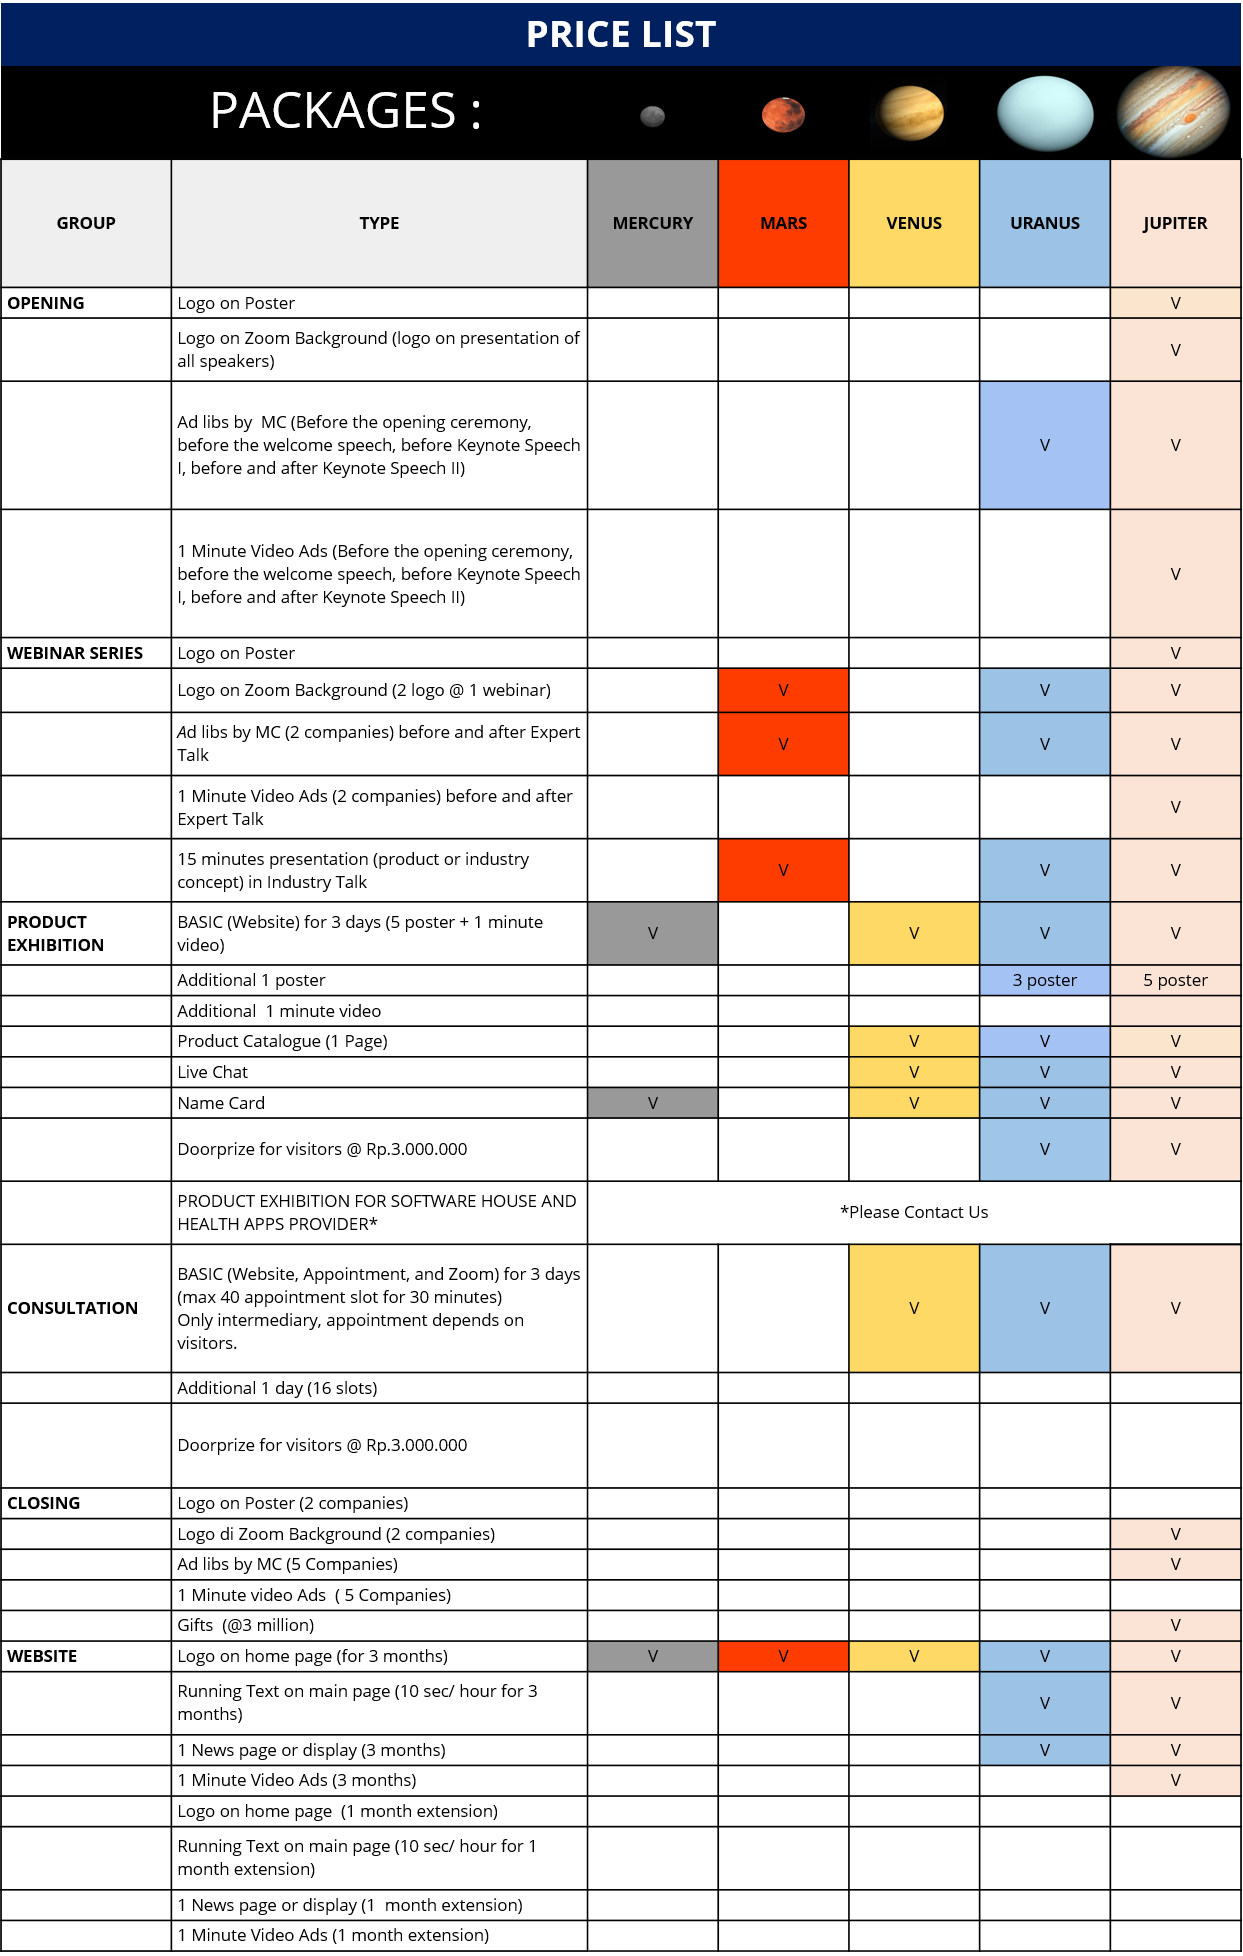 PRICE LIST
PACKAGES :
GROUP TYPE MERCURY MARS VENUS URANUS JUPITER
OPENING Logo on Poster V
Logo on Zoom Background (logo on presentation of
all speakers) V
Ad libs by  MC (Before the opening ceremony,
before the welcome speech, before Keynote Speech V V
I, before and after Keynote Speech II)
1 Minute Video Ads (Before the opening ceremony,
before the welcome speech, before Keynote Speech V
I, before and after Keynote Speech II)
WEBINAR SERIES Logo on Poster V
Logo on Zoom Background (2 logo @ 1 webinar) V V V
Ad libs by MC (2 companies) before and after Expert
Talk V V V
1 Minute Video Ads (2 companies) before and after
Expert Talk V
15 minutes presentation (product or industry
concept) in Industry Talk V V V
PRODUCT BASIC (Website) for 3 days (5 poster + 1 minute
EXHIBITION video) V V V V
Additional 1 poster 3 poster 5 poster
Additional  1 minute video
Product Catalogue (1 Page) V V V
Live Chat V V V
Name Card V V V V
Doorprize for visitors @ Rp.3.000.000 V V
PRODUCT EXHIBITION FOR SOFTWARE HOUSE AND
HEALTH APPS PROVIDER* *Please Contact Us
BASIC (Website, Appointment, and Zoom) for 3 days
(max 40 appointment slot for 30 minutes)
CONSULTATION V V V
Only intermediary, appointment depends on
visitors.
Additional 1 day (16 slots)
Doorprize for visitors @ Rp.3.000.000
CLOSING Logo on Poster (2 companies)
Logo di Zoom Background (2 companies) V
Ad libs by MC (5 Companies) V
1 Minute video Ads  ( 5 Companies)
Gifts  (@3 million) V
WEBSITE Logo on home page (for 3 months) V V V V V
Running Text on main page (10 sec/ hour for 3
months) V V
1 News page or display (3 months) V V
1 Minute Video Ads (3 months) V
Logo on home page  (1 month extension)
Running Text on main page (10 sec/ hour for 1
month extension)
1 News page or display (1  month extension)
1 Minute Video Ads (1 month extension)